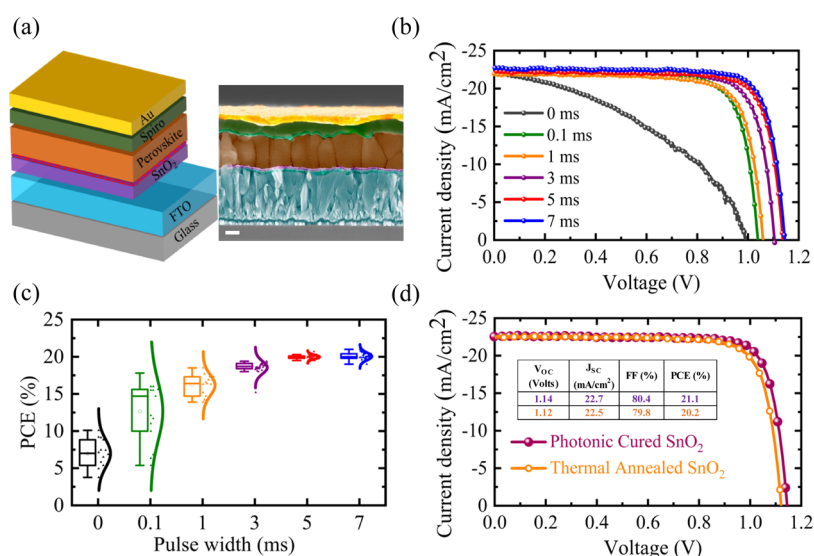 (a)
Au
Spiro
Perovskite
SnO₂
FTO
Glass
(b)
Current density (mA/cm²)
-25
-20
-15
-10
-5
0
0 ms
0.1 ms
1 ms
3 ms
5 ms
7 ms
0.0 0.2 0.4 0.6 0.8 1.0 1.2
Voltage (V)
(c)
PCE (%)
25
20
15
10
5
0
0 0.1 1 3 5 7
Pulse width (ms)
(d)
Current density (mA/cm²)
-25
-20
-15
-10
-5
0
V_OC (Volts) J_SC (mA/cm²) FF (%) PCE (%)
1.14 22.7 80.4 21.1
1.12 22.5 79.8 20.2
Photonic Cured SnO₂
Thermal Annealed SnO₂
0.0 0.2 0.4 0.6 0.8 1.0 1.2
Voltage (V)